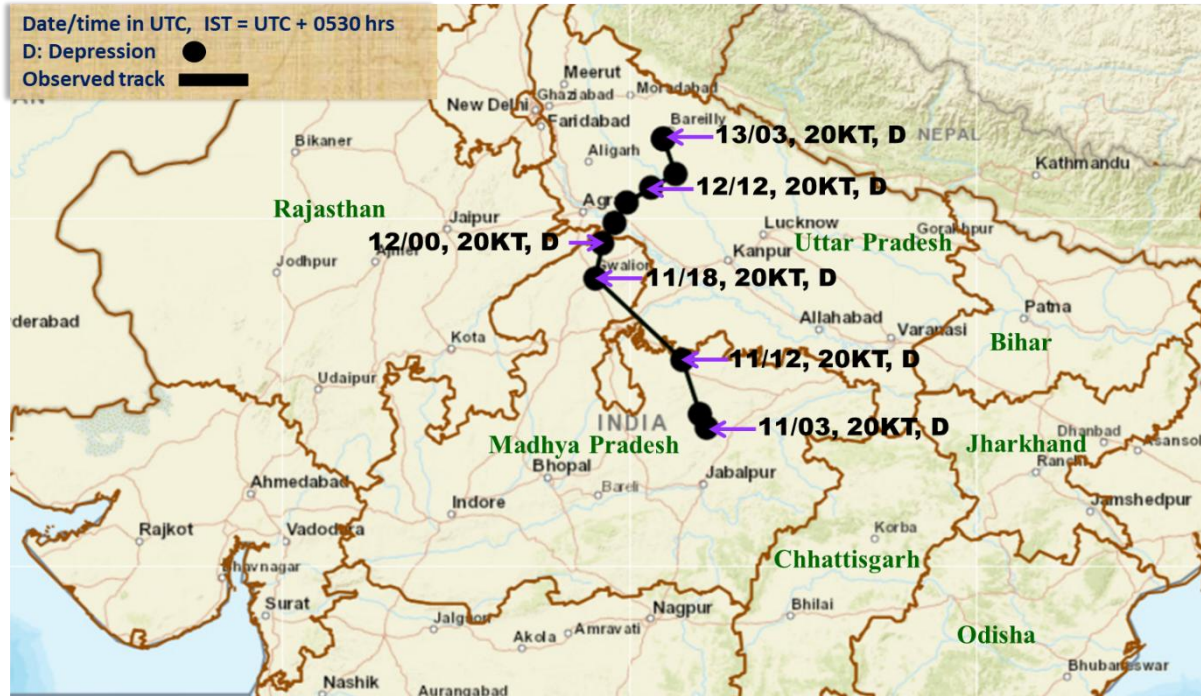 Date/time in UTC, IST = UTC + 0530 hrs
D: Depression
Observed track
Meerut
Moradabad
Ghaziabad
New Delhi
Faridabad
Bareilly
13/03, 20KT, D
NEPAL
Bikaner
Aligarh
Kathmandu
12/12, 20KT, D
Rajasthan
Agr
Jaipur
Lucknow
Gorakhpur
12/00, 20KT, D
Uttar Pradesh
Ajmer
Kanpur
Jodhpur
Gwalior
11/18, 20KT, D
Patna
yderabad
Allahabad
Varanasi
Kota
Bihar
11/12, 20KT, D
Udaipur
INDIA
11/03, 20KT, D
Madhya Pradesh
Jharkhand
Dhanbad
Asansol
Bhopal
Jabalpur
Ranchi
Ahmedabad
Bareli
Indore
Jamshedpur
Rajkot
Vadodara
Korba
Chhattisgarh
Bhavnagar
Surat
Nagpur
Bhilai
Jalgaon
Amravati
Akola
Odisha
Bhubaneswar
Nashik
Aurangabad